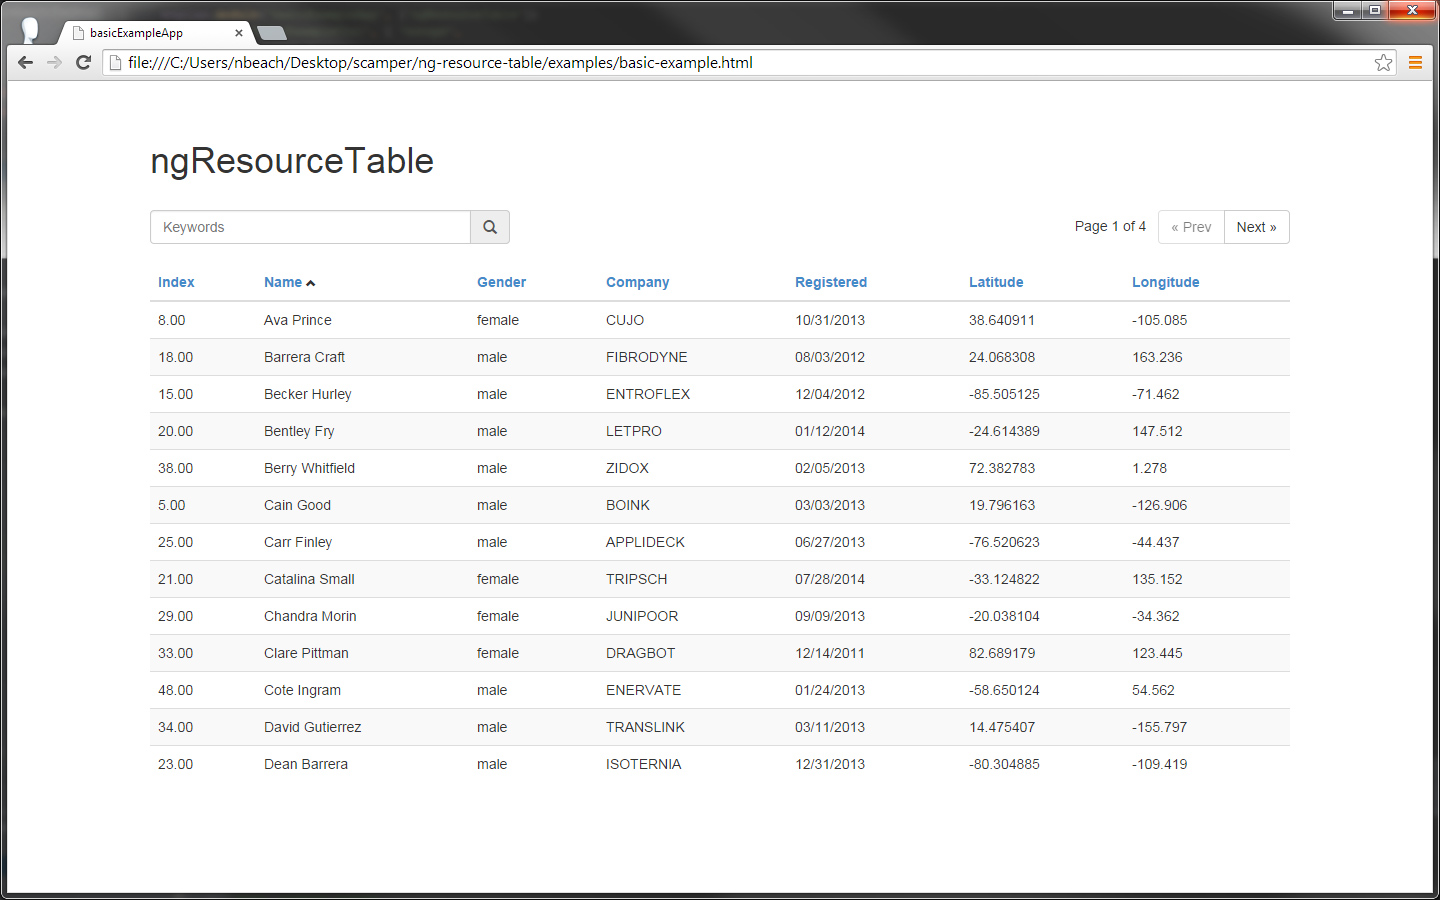 basicExampleApp
file:///C:/Users/nbeach/Desktop/scamper/ng-resource-table/examples/basic-example.html
ngResourceTable
Keywords Page 1 of 4 « Prev Next »
Index Name Gender Company Registered Latitude Longitude
8.00 Ava Prince female CUJO 10/31/2013 38.640911 -105.085
18.00 Barrera Craft male FIBRODYNE 08/03/2012 24.068308 163.236
15.00 Becker Hurley male ENTROFLEX 12/04/2012 -85.505125 -71.462
20.00 Bentley Fry male LETPRO 01/12/2014 -24.614389 147.512
38.00 Berry Whitfield male ZIDOX 02/05/2013 72.382783 1.278
5.00 Cain Good male BOINK 03/03/2013 19.796163 -126.906
25.00 Carr Finley male APPLIDECK 06/27/2013 -76.520623 -44.437
21.00 Catalina Small female TRIPSCH 07/28/2014 -33.124822 135.152
29.00 Chandra Morin female JUNIPOOR 09/09/2013 -20.038104 -34.362
33.00 Clare Pittman female DRAGBOT 12/14/2011 82.689179 123.445
48.00 Cote Ingram male ENERVATE 01/24/2013 -58.650124 54.562
34.00 David Gutierrez male TRANSLINK 03/11/2013 14.475407 -155.797
23.00 Dean Barrera male ISOTERNIA 12/31/2013 -80.304885 -109.419